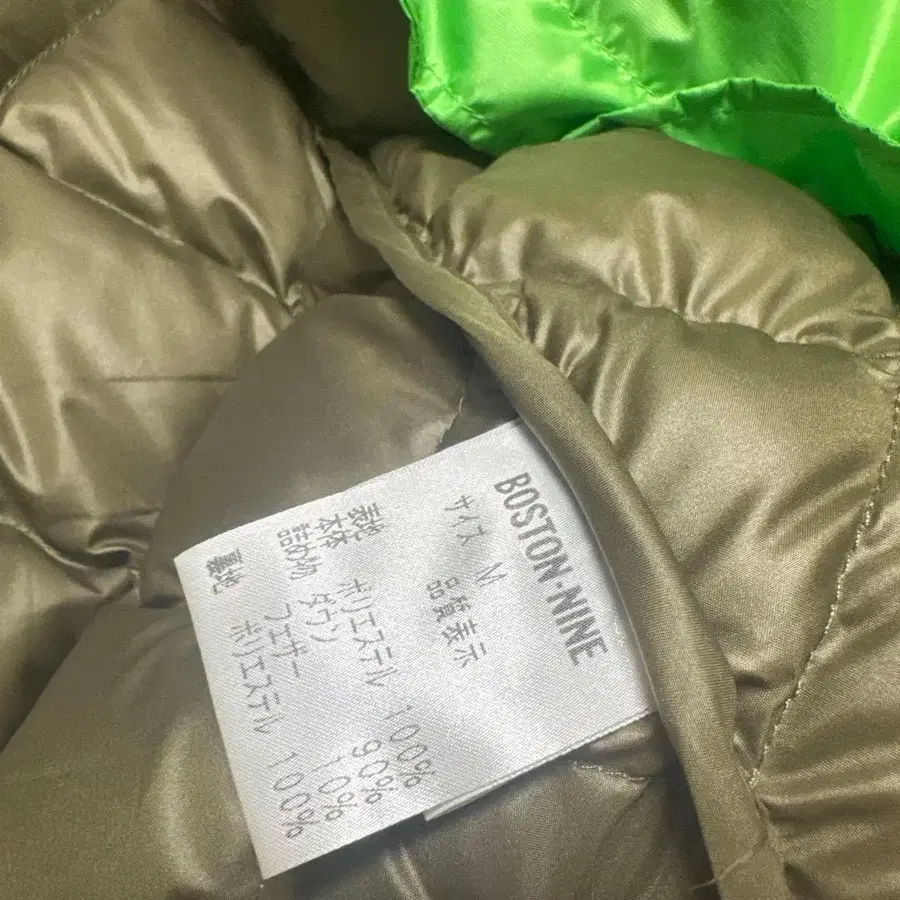 BOSTON・NINE
サイズ M
品質表示
表地 ポリエステル 100%
本体
詰め物 ダウン 90%
フェザー 10%
裏地 ポリエステル 100%